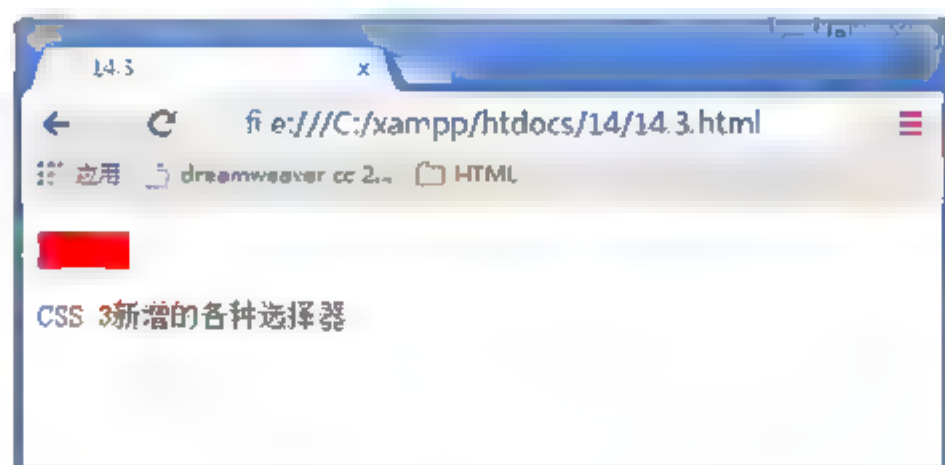 14.3 x
file:///C:/xampp/htdocs/14/14.3.html
应用 dreamweaver cc 2... HTML
CSS 3新增的各种选择器